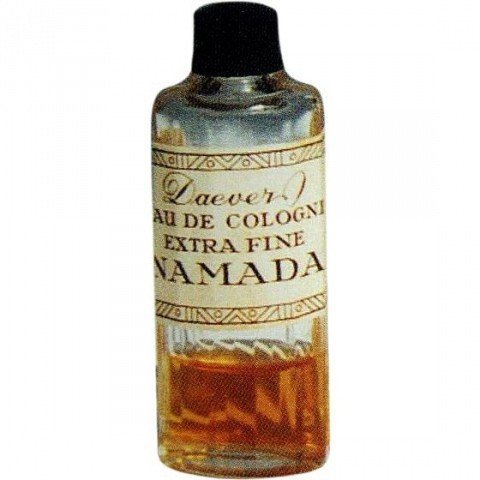 Daever
AU DE COLOGN
EXTRA FINE
NAMADA